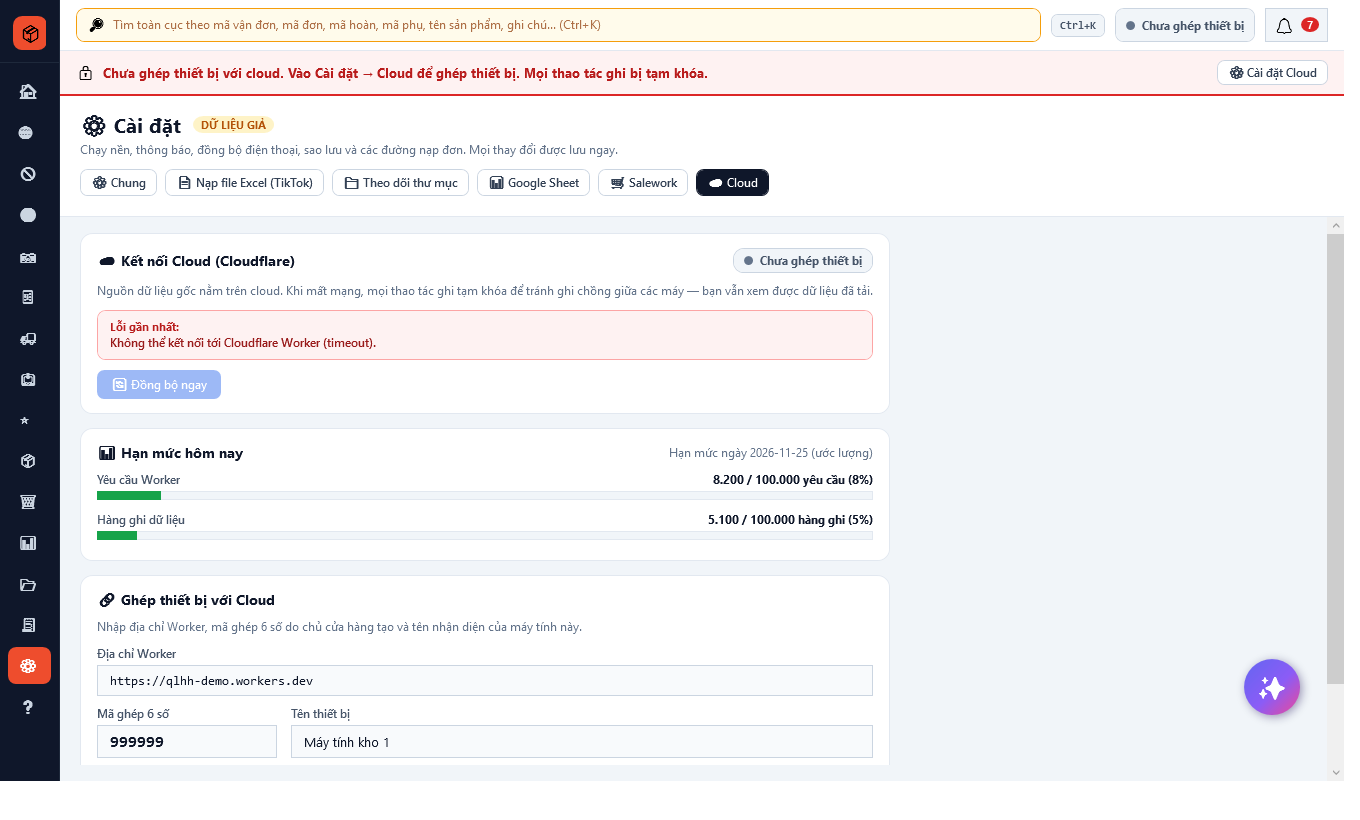 Tìm toàn cục theo mã vận đơn, mã đơn, mã hoàn, mã phụ, tên sản phẩm, ghi chú... (Ctrl+K)
Ctrl+K
Chưa ghép thiết bị
7
Chưa ghép thiết bị với cloud. Vào Cài đặt → Cloud để ghép thiết bị. Mọi thao tác ghi bị tạm khóa.
Cài đặt Cloud
Cài đặt
DỮ LIỆU GIẢ
Chạy nền, thông báo, đồng bộ điện thoại, sao lưu và các đường nạp đơn. Mọi thay đổi được lưu ngay.
Chung
Nạp file Excel (TikTok)
Theo dõi thư mục
Google Sheet
Salework
Cloud
Kết nối Cloud (Cloudflare)
Chưa ghép thiết bị
Nguồn dữ liệu gốc nằm trên cloud. Khi mất mạng, mọi thao tác ghi tạm khóa để tránh ghi chồng giữa các máy — bạn vẫn xem được dữ liệu đã tải.
Lỗi gần nhất:
Không thể kết nối tới Cloudflare Worker (timeout).
Đồng bộ ngay
Hạn mức hôm nay
Hạn mức ngày 2026-11-25 (ước lượng)
Yêu cầu Worker
8.200 / 100.000 yêu cầu (8%)
Hàng ghi dữ liệu
5.100 / 100.000 hàng ghi (5%)
Ghép thiết bị với Cloud
Nhập địa chỉ Worker, mã ghép 6 số do chủ cửa hàng tạo và tên nhận diện của máy tính này.
Địa chỉ Worker
https://qlhh-demo.workers.dev
Mã ghép 6 số
Tên thiết bị
999999
Máy tính kho 1
?